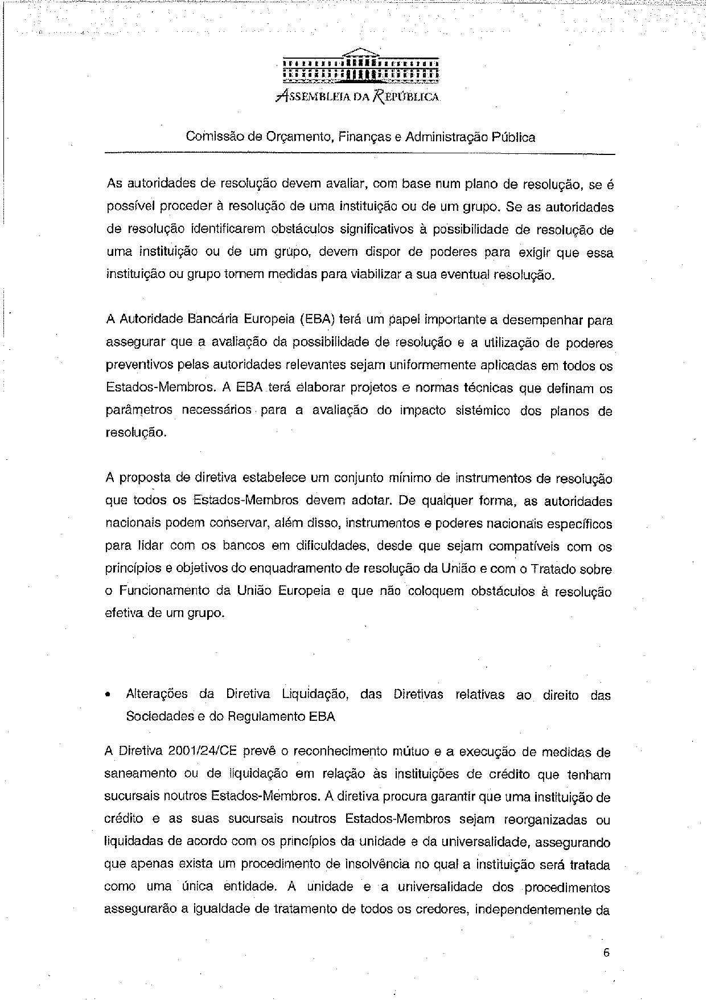 ASSEMBLEIA DA REPÚBLICA
Comissão de Orçamento, Finanças e Administração Pública
As autoridades de resolução devem avaliar, com base num plano de resolução, se é
possível proceder à resolução de uma instituição ou de um grupo. Se as autoridades
de resolução identificarem obstáculos significativos à possibilidade de resolução de
uma instituição ou de um grupo, devem dispor de poderes para exigir que essa
instituição ou grupo tomem medidas para viabilizar a sua eventual resolução.
A Autoridade Bancária Europeia (EBA) terá um papel importante a desempenhar para
assegurar que a avaliação da possibilidade de resolução e a utilização de poderes
preventivos pelas autoridades relevantes sejam uniformemente aplicadas em todos os
Estados-Membros. A EBA terá elaborar projetos e normas técnicas que definam os
parâmetros necessários para a avaliação do impacto sistémico dos planos de
resolução.
A proposta de diretiva estabelece um conjunto mínimo de instrumentos de resolução
que todos os Estados-Membros devem adotar. De qualquer forma, as autoridades
nacionais podem conservar, além disso, instrumentos e poderes nacionais específicos
para lidar com os bancos em dificuldades, desde que sejam compatíveis com os
princípios e objetivos do enquadramento de resolução da União e com o Tratado sobre
o Funcionamento da União Europeia e que não coloquem obstáculos à resolução
efetiva de um grupo.
• Alterações da Diretiva Liquidação, das Diretivas relativas ao direito das
Sociedades e do Regulamento EBA
A Diretiva 2001/24/CE prevê o reconhecimento mútuo e a execução de medidas de
saneamento ou de liquidação em relação às instituições de crédito que tenham
sucursais noutros Estados-Membros. A diretiva procura garantir que uma instituição de
crédito e as suas sucursais noutros Estados-Membros sejam reorganizadas ou
liquidadas de acordo com os princípios da unidade e da universalidade, assegurando
que apenas exista um procedimento de insolvência no qual a instituição será tratada
como uma única entidade. A unidade e a universalidade dos procedimentos
assegurarão a igualdade de tratamento de todos os credores, independentemente da
6